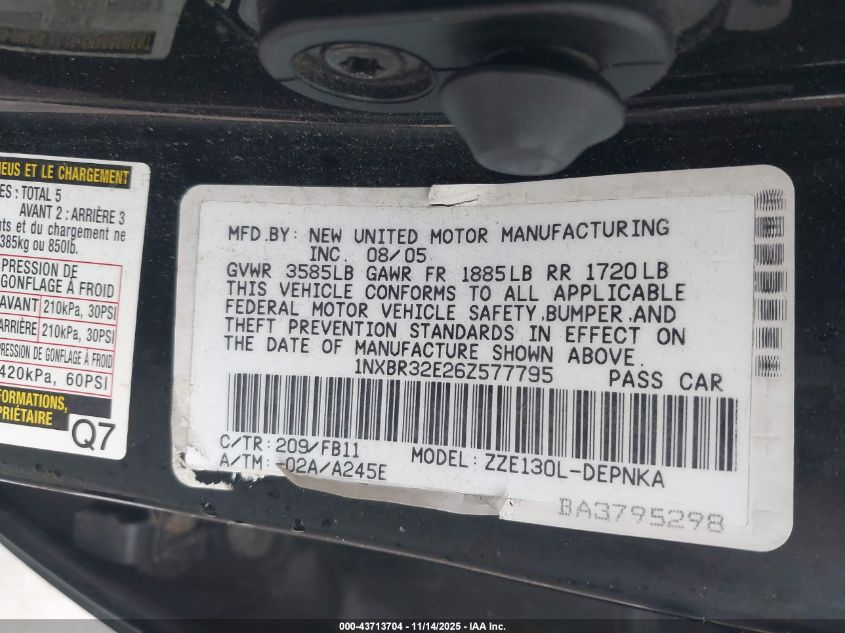 NEUS ET LE CHARGEMENT
ES : TOTAL 5
AVANT 2 : ARRIÈRE 3
nts et du chargement ne
385kg ou 850lb.
PRESSION DE
GONFLAGE À FROID
AVANT 210kPa, 30PSI
ARRIÈRE 210kPa, 30PSI
PRESSION DE GONFLAGE À FROID
420kPa, 60PSI
FORMATIONS,
PRIÉTAIRE
Q7
MFD.BY: NEW UNITED MOTOR MANUFACTURING
INC. 08/05
GVWR 3585LB GAWR FR 1885LB RR 1720LB
THIS VEHICLE CONFORMS TO ALL APPLICABLE
FEDERAL MOTOR VEHICLE SAFETY,BUMPER,AND
THEFT PREVENTION STANDARDS IN EFFECT ON
THE DATE OF MANUFACTURE SHOWN ABOVE.
1NXBR32E26Z577795 PASS CAR
C/TR: 209/FB11
A/TM: -02A/A245E
MODEL: ZZE130L-DEPNKA
BA3795298
000-43713704 | 11/14/2025 | IAA Inc.